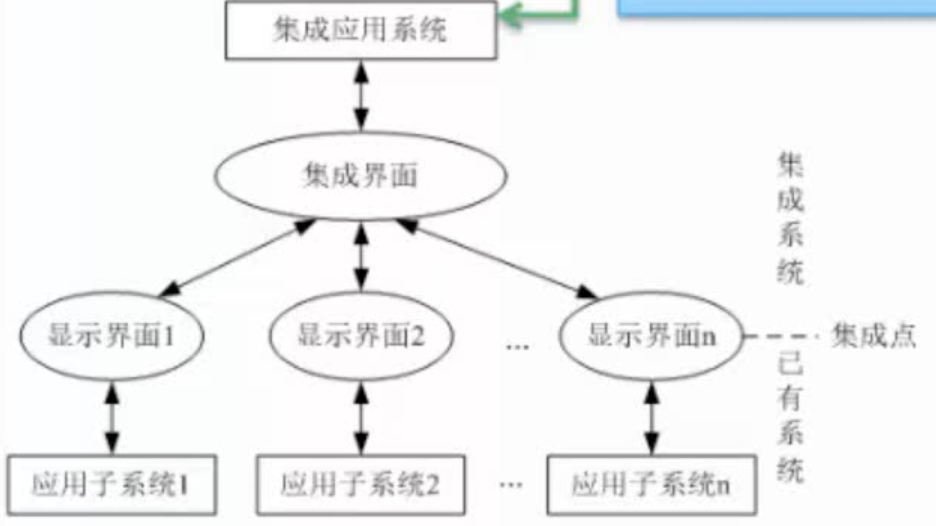 集成应用系统
集成界面
集成系统
显示界面1
显示界面2
...
显示界面n
集成点
已有系统
应用子系统1
应用子系统2
...
应用子系统n